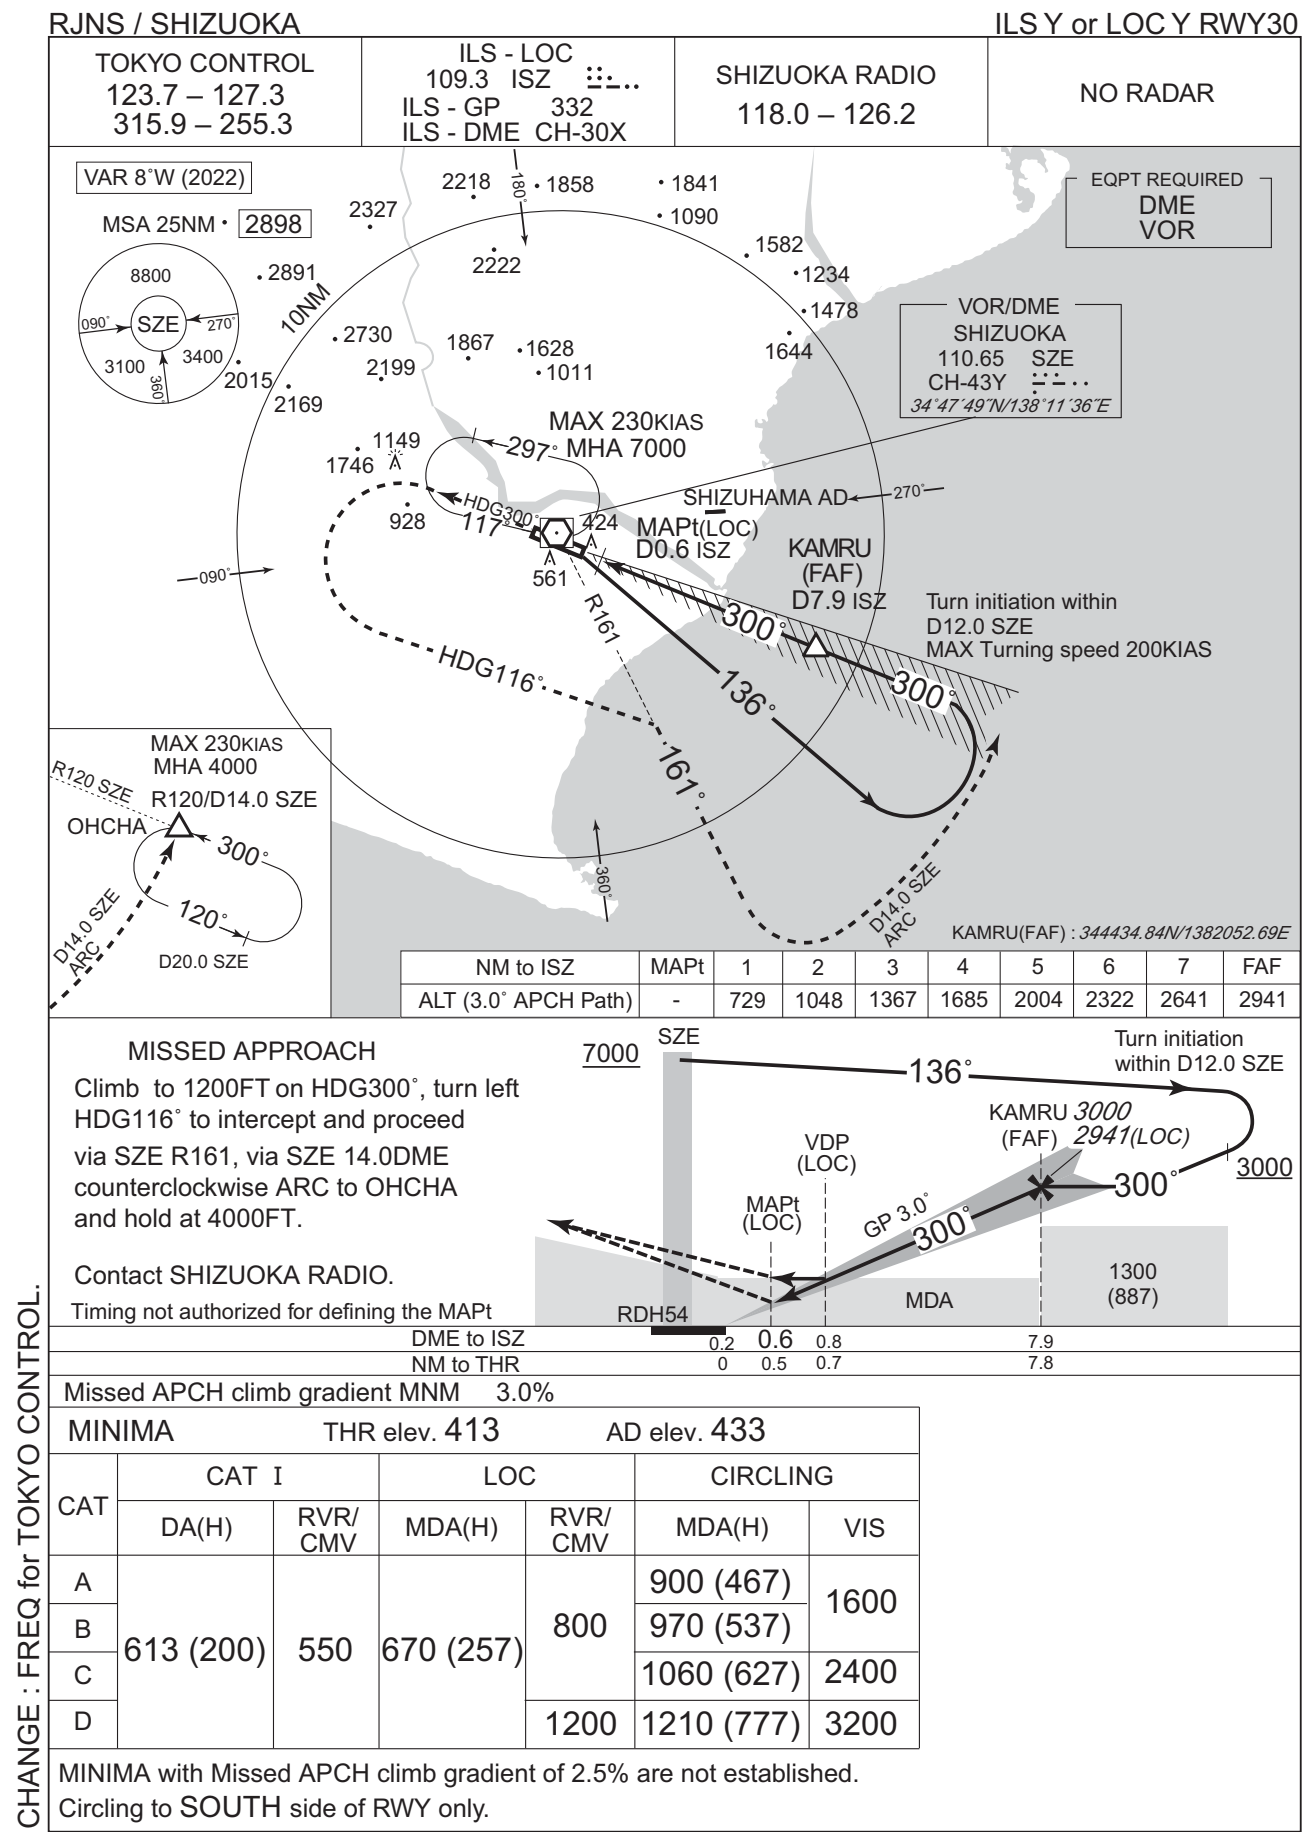 RJNS / SHIZUOKA
ILS Y or LOC Y RWY30
TOKYO CONTROL
123.7 – 127.3
315.9 – 255.3
ILS - LOC
109.3 ISZ
ILS - GP 332
ILS - DME CH-30X
SHIZUOKA RADIO
118.0 – 126.2
NO RADAR
VAR 8˚W (2022)
MSA 25NM
2898
8800
SZE
090˚
270˚
3100
3400
360˚
EQPT REQUIRED
DME
VOR
VOR/DME
SHIZUOKA
110.65 SZE
CH-43Y
34˚47´49˝N/138˚11´36˝E
180˚
2218
1858
1841
2327
1090
2222
1582
2891
1234
10NM
1478
2730
1867
1628
1644
2199
1011
2015
2169
MAX 230KIAS
MHA 7000
297˚
1149
1746
928
HDG300˚
117˚
424
561
SHIZUHAMA AD
270˚
MAPt(LOC)
D0.6 ISZ
KAMRU
(FAF)
D7.9 ISZ
Turn initiation within
D12.0 SZE
MAX Turning speed 200KIAS
090˚
R161
300˚
300˚
136˚
HDG116˚
161˚
360˚
D14.0 SZE
ARC
MAX 230KIAS
MHA 4000
R120 SZE
R120/D14.0 SZE
OHCHA
300˚
120˚
D14.0 SZE
ARC
D20.0 SZE
KAMRU(FAF) : 344434.84N/1382052.69E
NM to ISZ MAPt 1 2 3 4 5 6 7 FAF
ALT (3.0˚ APCH Path) - 729 1048 1367 1685 2004 2322 2641 2941
MISSED APPROACH
Climb to 1200FT on HDG300˚, turn left
HDG116˚ to intercept and proceed
via SZE R161, via SZE 14.0DME
counterclockwise ARC to OHCHA
and hold at 4000FT.
Contact SHIZUOKA RADIO.
Timing not authorized for defining the MAPt
SZE
7000
136˚
Turn initiation
within D12.0 SZE
KAMRU 3000
(FAF) 2941(LOC)
VDP
(LOC)
3000
300˚
MAPt
(LOC)
GP 3.0˚
300˚
1300
(887)
MDA
RDH54
DME to ISZ 0.2 0.6 0.8 7.9
NM to THR 0 0.5 0.7 7.8
Missed APCH climb gradient MNM 3.0%
MINIMA THR elev. 413 AD elev. 433
CAT
CAT I LOC CIRCLING
DA(H) RVR/CMV MDA(H) RVR/CMV MDA(H) VIS
A 900 (467)
1600
B 970 (537)
613 (200) 550 670 (257) 800
C 1060 (627) 2400
D 1200 1210 (777) 3200
MINIMA with Missed APCH climb gradient of 2.5% are not established.
Circling to SOUTH side of RWY only.
CHANGE : FREQ for TOKYO CONTROL.